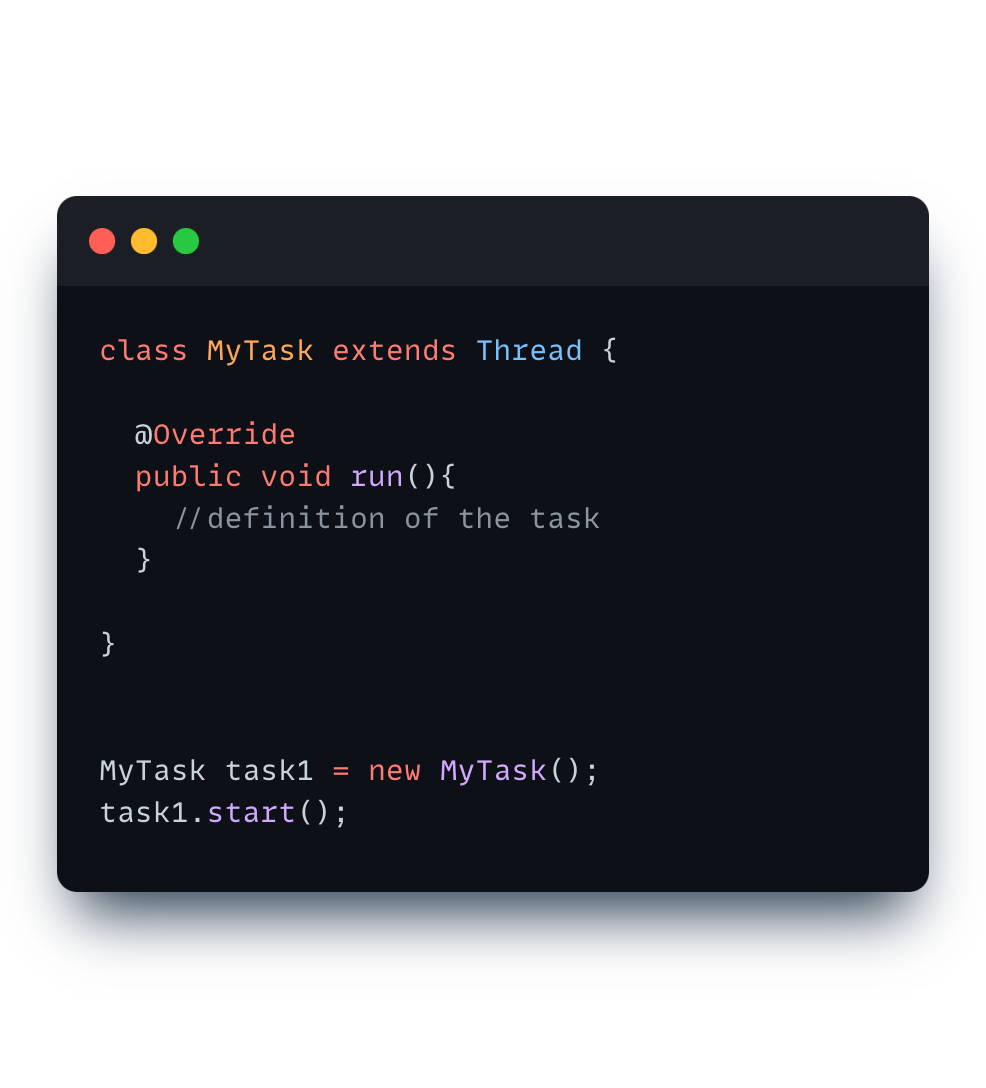 class MyTask extends Thread {
@Override
public void run(){
//definition of the task
}
}
MyTask task1 = new MyTask();
task1.start();